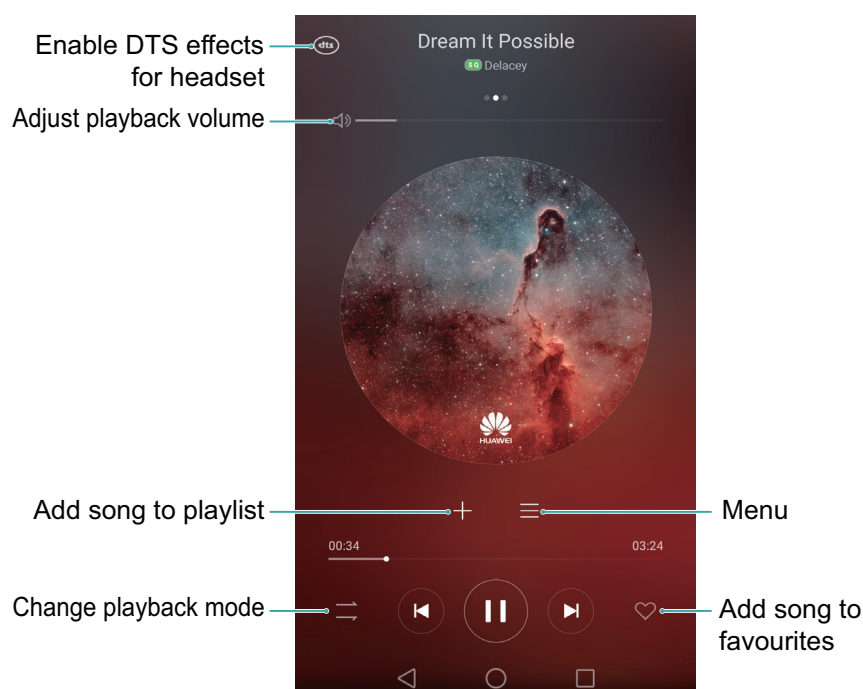 Enable DTS effects
for headset
dts
Dream It Possible
SQ Delacey
Adjust playback volume
HUAWEI
Add song to playlist
Menu
00:34
03:24
Change playback mode
Add song to
favourites